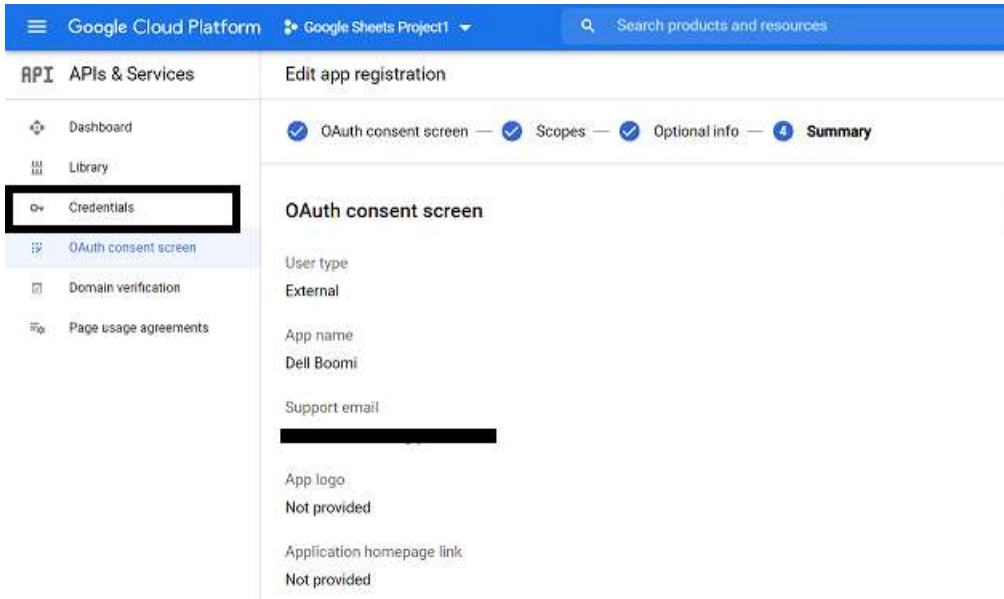 Google Cloud Platform Google Sheets Project1 Search products and resources
API APIs & Services Edit app registration
Dashboard
Library
Credentials
OAuth consent screen
Domain verification
Page usage agreements
OAuth consent screen — Scopes — Optional info — 4 Summary
OAuth consent screen
User type
External
App name
Dell Boomi
Support email
App logo
Not provided
Application homepage link
Not provided